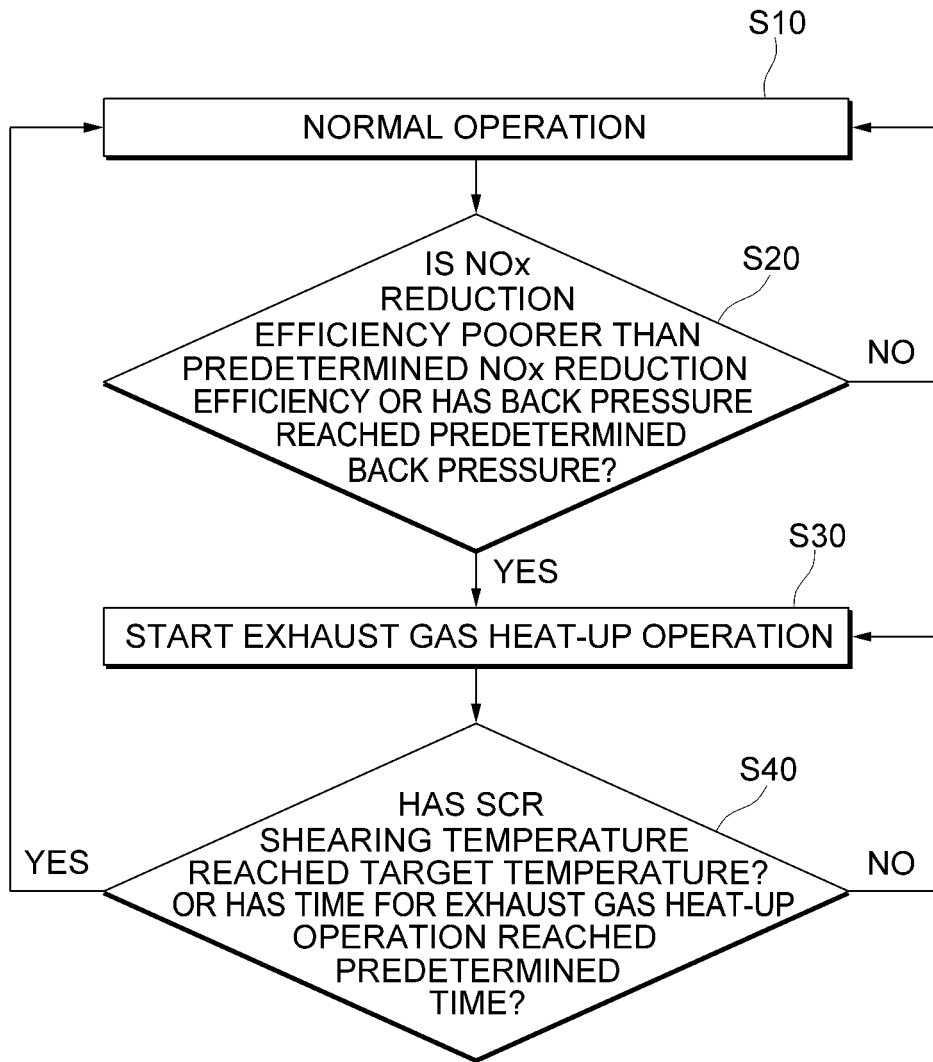 S10
NORMAL OPERATION
S20
IS NOx
REDUCTION
EFFICIENCY POORER THAN
PREDETERMINED NOx REDUCTION
EFFICIENCY OR HAS BACK PRESSURE
REACHED PREDETERMINED
BACK PRESSURE?
NO
YES
S30
START EXHAUST GAS HEAT-UP OPERATION
S40
HAS SCR
SHEARING TEMPERATURE
REACHED TARGET TEMPERATURE?
OR HAS TIME FOR EXHAUST GAS HEAT-UP
OPERATION REACHED
PREDETERMINED
TIME?
YES
NO